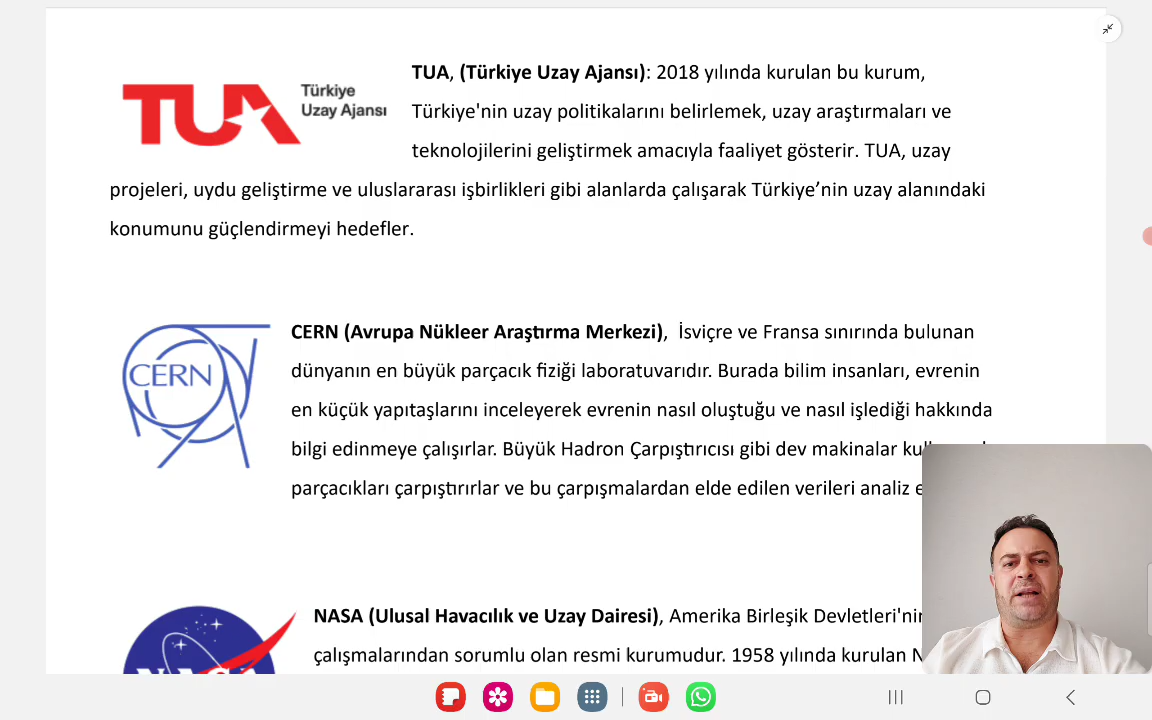 TUA
Türkiye
Uzay Ajansı
TUA, (Türkiye Uzay Ajansı): 2018 yılında kurulan bu kurum,
Türkiye'nin uzay politikalarını belirlemek, uzay araştırmaları ve
teknolojilerini geliştirmek amacıyla faaliyet gösterir. TUA, uzay
projeleri, uydu geliştirme ve uluslararası işbirlikleri gibi alanlarda çalışarak Türkiye’nin uzay alanındaki
konumunu güçlendirmeyi hedefler.
CERN
CERN (Avrupa Nükleer Araştırma Merkezi), İsviçre ve Fransa sınırında bulunan
dünyanın en büyük parçacık fiziği laboratuvarıdır. Burada bilim insanları, evrenin
en küçük yapıtaşlarını inceleyerek evrenin nasıl oluştuğu ve nasıl işlediği hakkında
bilgi edinmeye çalışırlar. Büyük Hadron Çarpıştırıcısı gibi dev makinalar
parçacıkları çarpıştırırlar ve bu çarpışmalardan elde edilen verileri analiz
NASA
NASA (Ulusal Havacılık ve Uzay Dairesi), Amerika Birleşik Devletleri'nin
çalışmalarından sorumlu olan resmi kurumudur. 1958 yılında kurulan